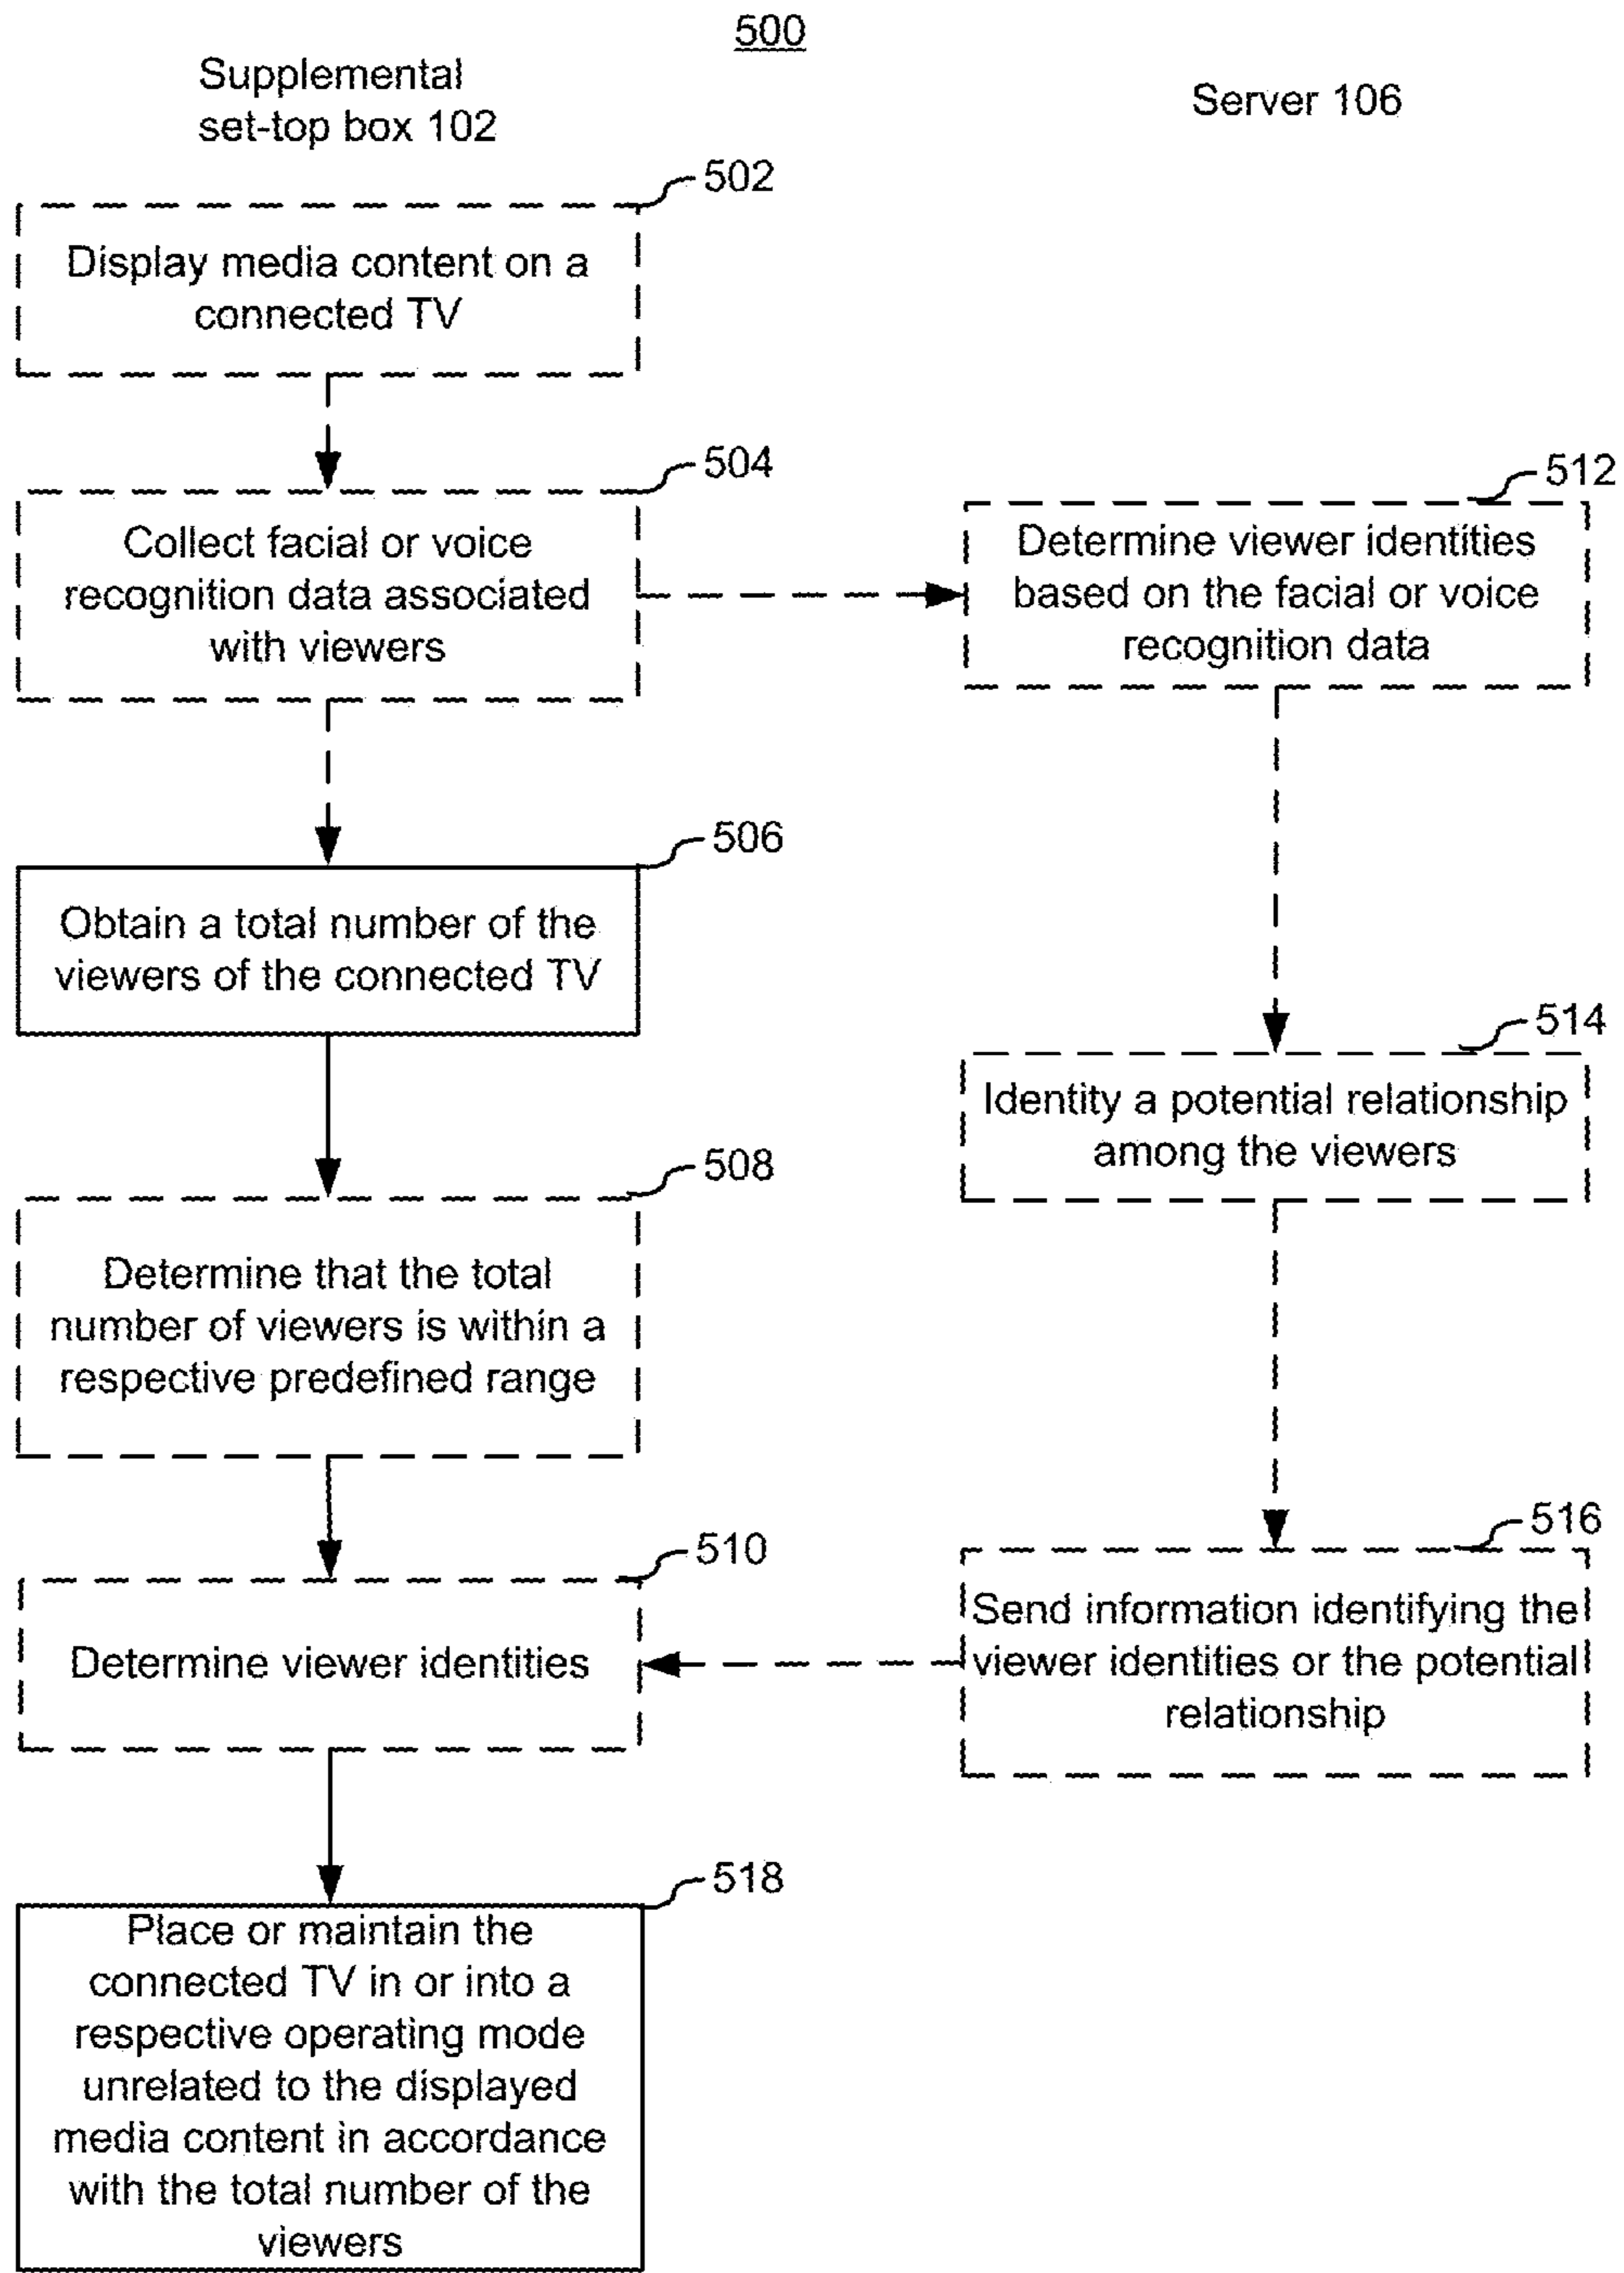 500
Supplemental
set-top box 102
Server 106
502
Display media content on a
connected TV
504
Collect facial or voice
recognition data associated
with viewers
512
Determine viewer identities
based on the facial or voice
recognition data
506
Obtain a total number of the
viewers of the connected TV
514
Identity a potential relationship
among the viewers
508
Determine that the total
number of viewers is within a
respective predefined range
510
Determine viewer identities
516
Send information identifying the
viewer identities or the potential
relationship
518
Place or maintain the
connected TV in or into a
respective operating mode
unrelated to the displayed
media content in accordance
with the total number of the
viewers